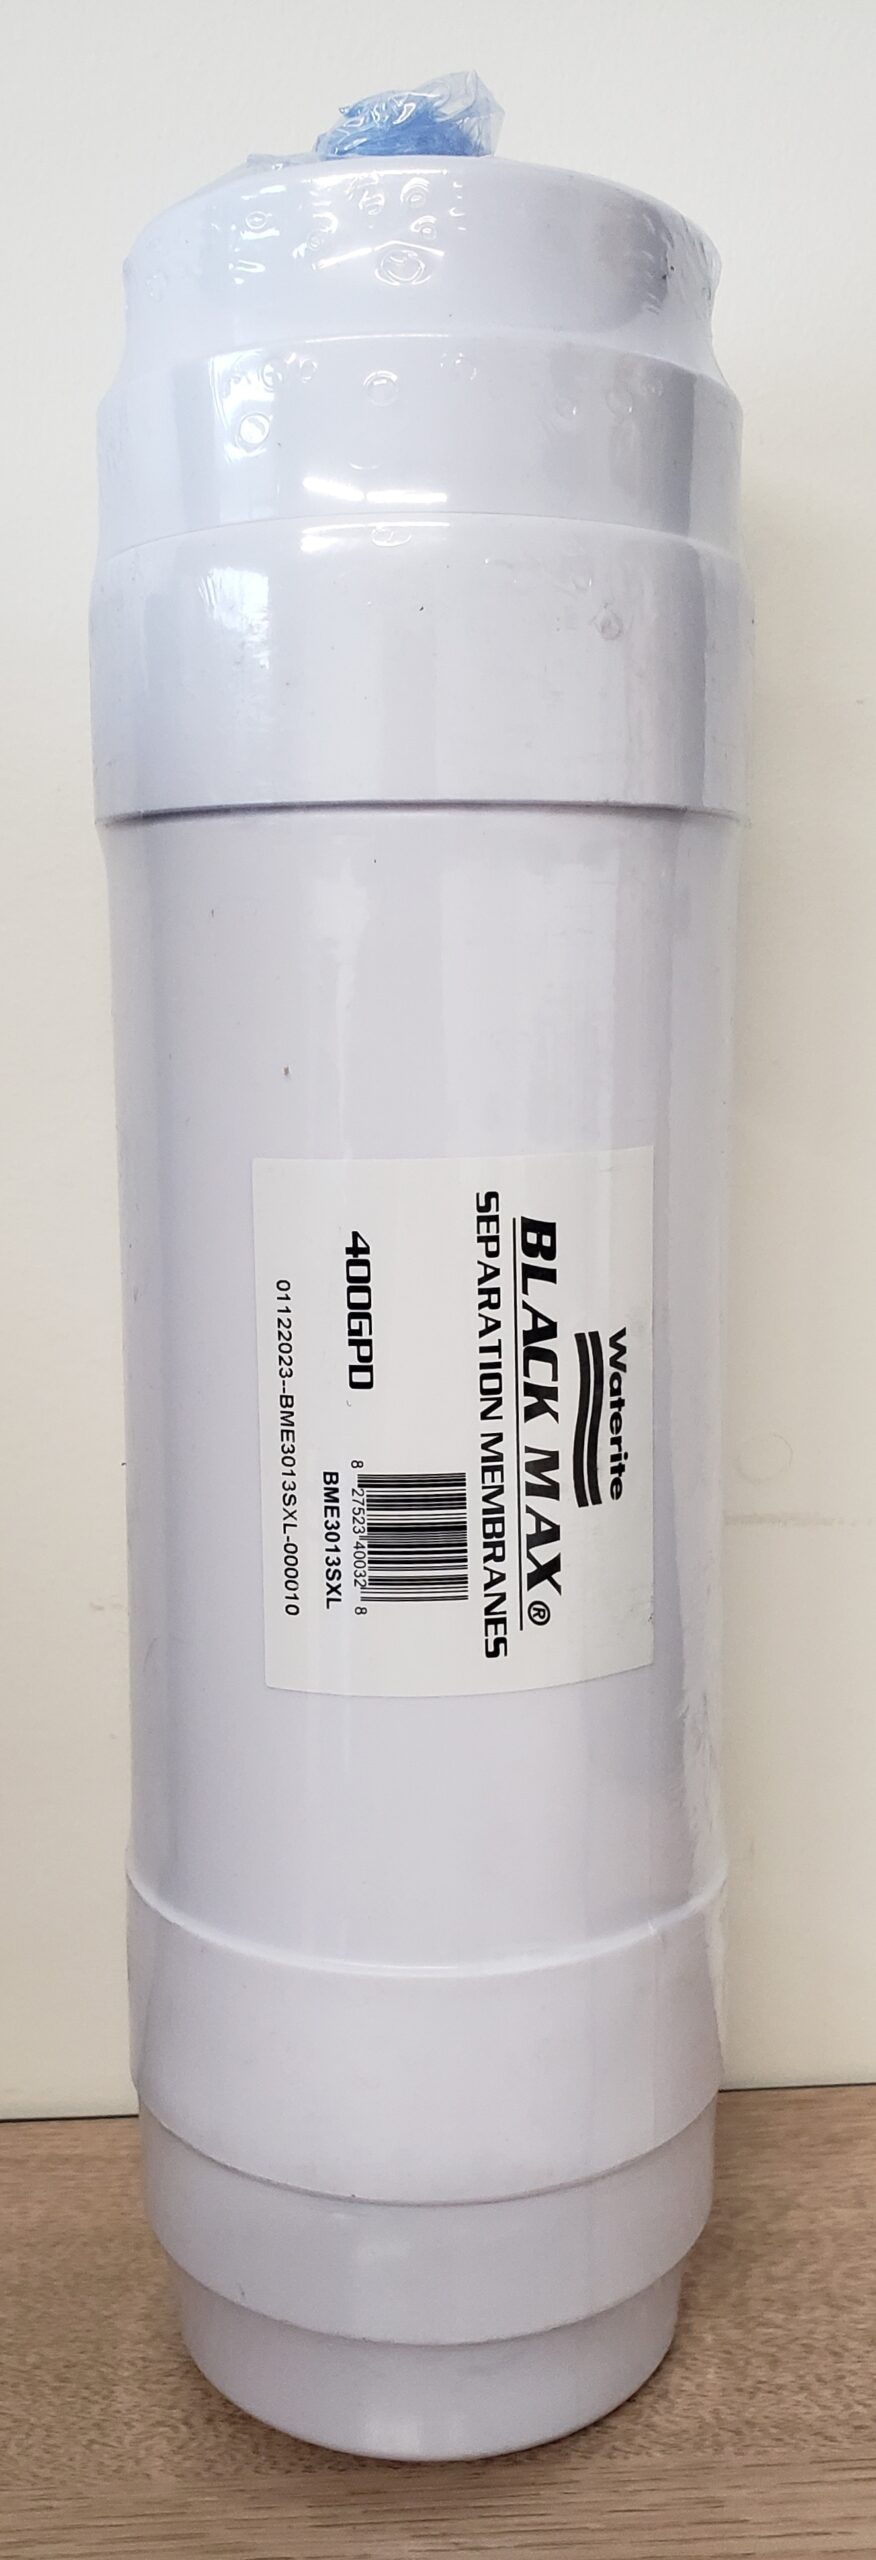 Waterite
BLACK MAX®
SEPARATION MEMBRANES
400GPD
8 27523 40032 8
BME3013SXL
01122023--BME3013SXL-000010